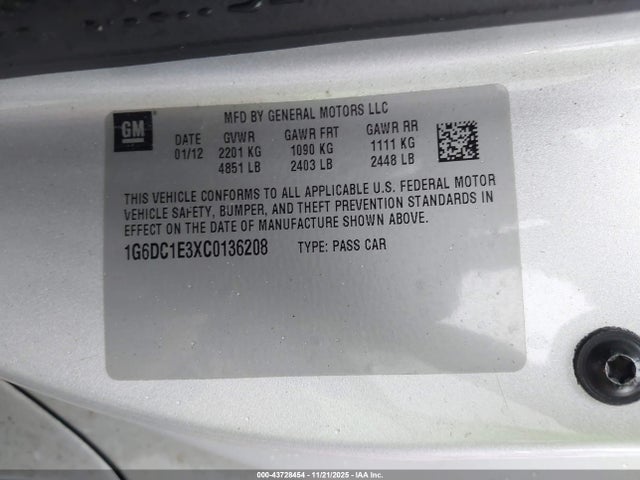 MFD BY GENERAL MOTORS LLC
GM
DATE GVWR GAWR FRT GAWR RR
01/12 2201 KG 1090 KG 1111 KG
4851 LB 2403 LB 2448 LB
THIS VEHICLE CONFORMS TO ALL APPLICABLE U.S. FEDERAL MOTOR
VEHICLE SAFETY, BUMPER, AND THEFT PREVENTION STANDARDS IN
EFFECT ON THE DATE OF MANUFACTURE SHOWN ABOVE.
1G6DC1E3XC0136208 TYPE: PASS CAR
000-43728454 - 11/21/2025 - IAA Inc.